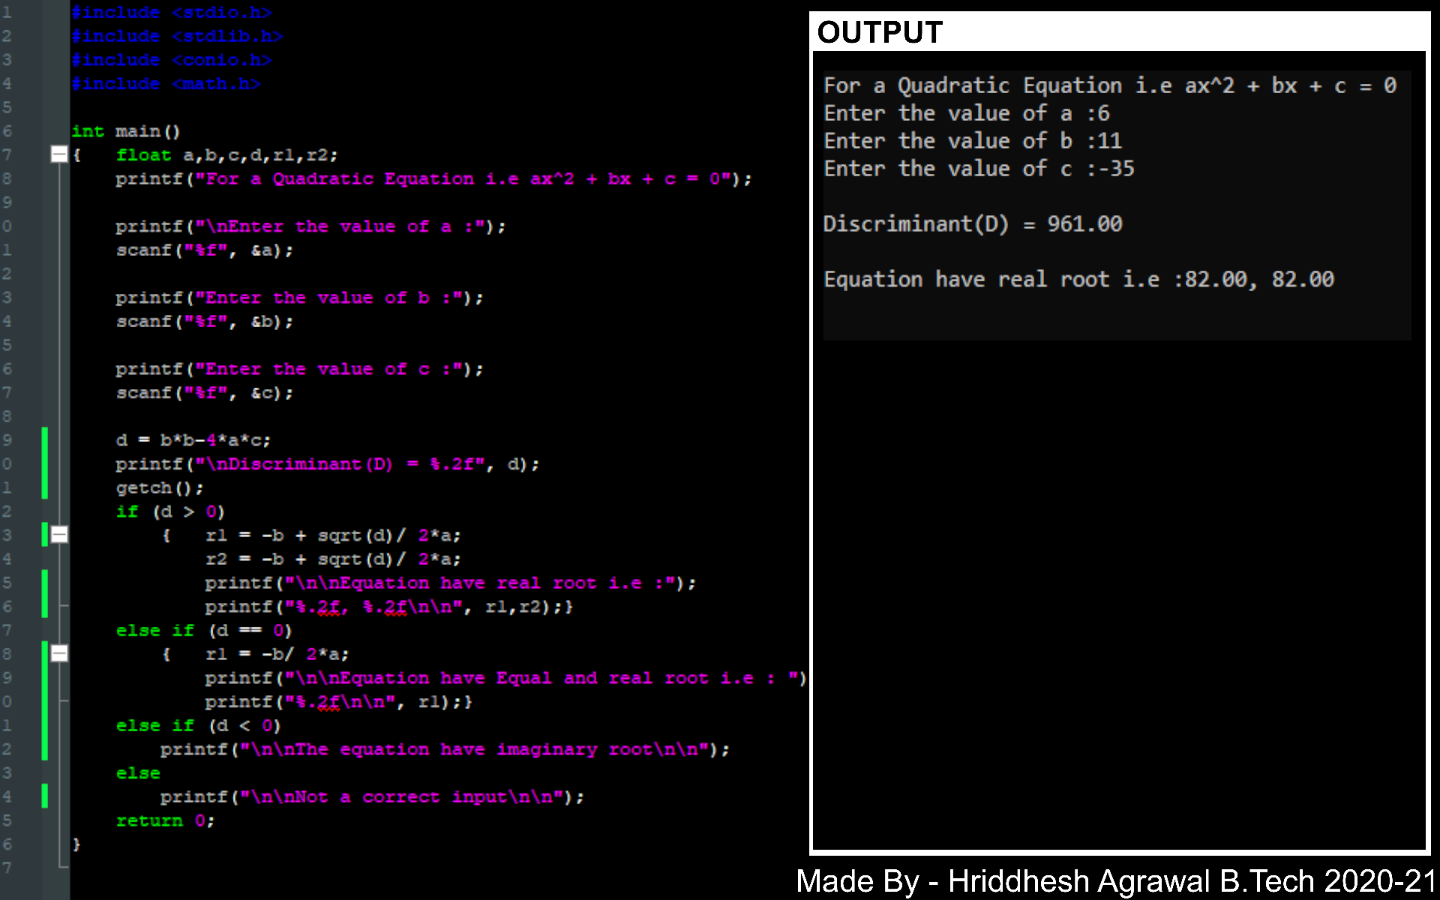 1 #include <stdio.h>
2 #include <stdlib.h>
3 #include <conio.h>
4 #include <math.h>
5
6 int main()
7 { float a,b,c,d,r1,r2;
8 printf("For a Quadratic Equation i.e ax^2 + bx + c = 0");
9
0 printf("\nEnter the value of a :");
1 scanf("%f", &a);
2
3 printf("Enter the value of b :");
4 scanf("%f", &b);
5
6 printf("Enter the value of c :");
7 scanf("%f", &c);
8
9 d = b*b-4*a*c;
0 printf("\nDiscriminant(D) = %.2f", d);
1 getch();
2 if (d > 0)
3 { r1 = -b + sqrt(d)/ 2*a;
4 r2 = -b + sqrt(d)/ 2*a;
5 printf("\n\nEquation have real root i.e :");
6 printf("%.2f, %.2f\n\n", r1,r2);}
7 else if (d == 0)
8 { r1 = -b/ 2*a;
9 printf("\n\nEquation have Equal and real root i.e : ")
0 printf("%.2f\n\n", r1);}
1 else if (d < 0)
2 printf("\n\nThe equation have imaginary root\n\n");
3 else
4 printf("\n\nNot a correct input\n\n");
5 return 0;
6 }
7
OUTPUT
For a Quadratic Equation i.e ax^2 + bx + c = 0
Enter the value of a :6
Enter the value of b :11
Enter the value of c :-35
Discriminant(D) = 961.00
Equation have real root i.e :82.00, 82.00
Made By - Hriddhesh Agrawal B.Tech 2020-21